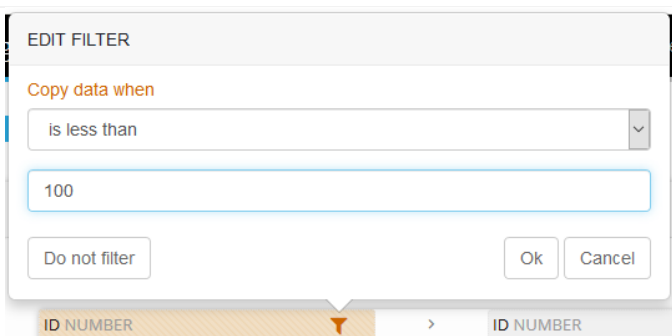 EDIT FILTER
Copy data when
is less than
100
Do not filter Ok Cancel
ID NUMBER > ID NUMBER